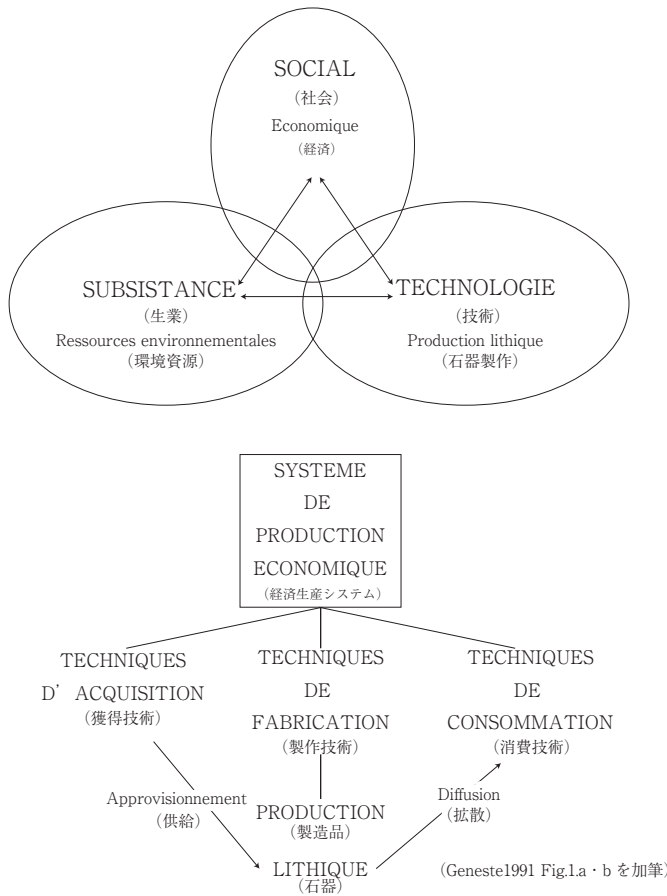 SOCIAL
（社会）
Economique
（経済）
SUBSISTANCE
（生業）
Ressources environnementales
（環境資源）
TECHNOLOGIE
（技術）
Production lithique
（石器製作）
SYSTEME
DE
PRODUCTION
ECONOMIQUE
（経済生産システム）
TECHNIQUES
D’ACQUISITION
（獲得技術）
TECHNIQUES
DE
FABRICATION
（製作技術）
TECHNIQUES
DE
CONSOMMATION
（消費技術）
Approvisionnement
（供給）
PRODUCTION
（製造品）
Diffusion
（拡散）
LITHIQUE
（石器）
（Geneste1991 Fig.1.a・b を加筆）